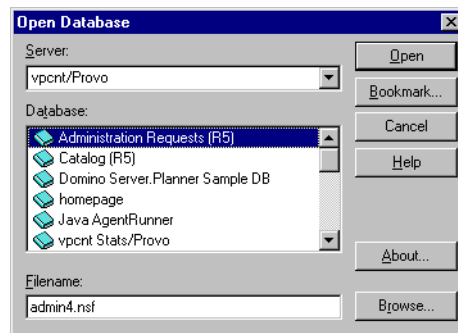 Open Database
Server:
vpcnt/Provo
Database:
Administration Requests (R5)
Catalog (R5)
Domino Server.Planner Sample DB
homepage
Java AgentRunner
vpcnt Stats/Provo
Filename:
admin4.nsf
Open
Bookmark...
Cancel
Help
About...
Browse...